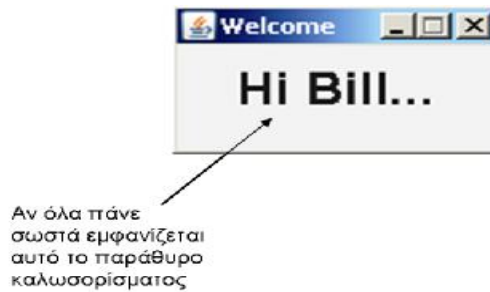 Welcome
Hi Bill...
Αν όλα πάνε
σωστά εμφανίζεται
αυτό το παράθυρο
καλωσορίσματος